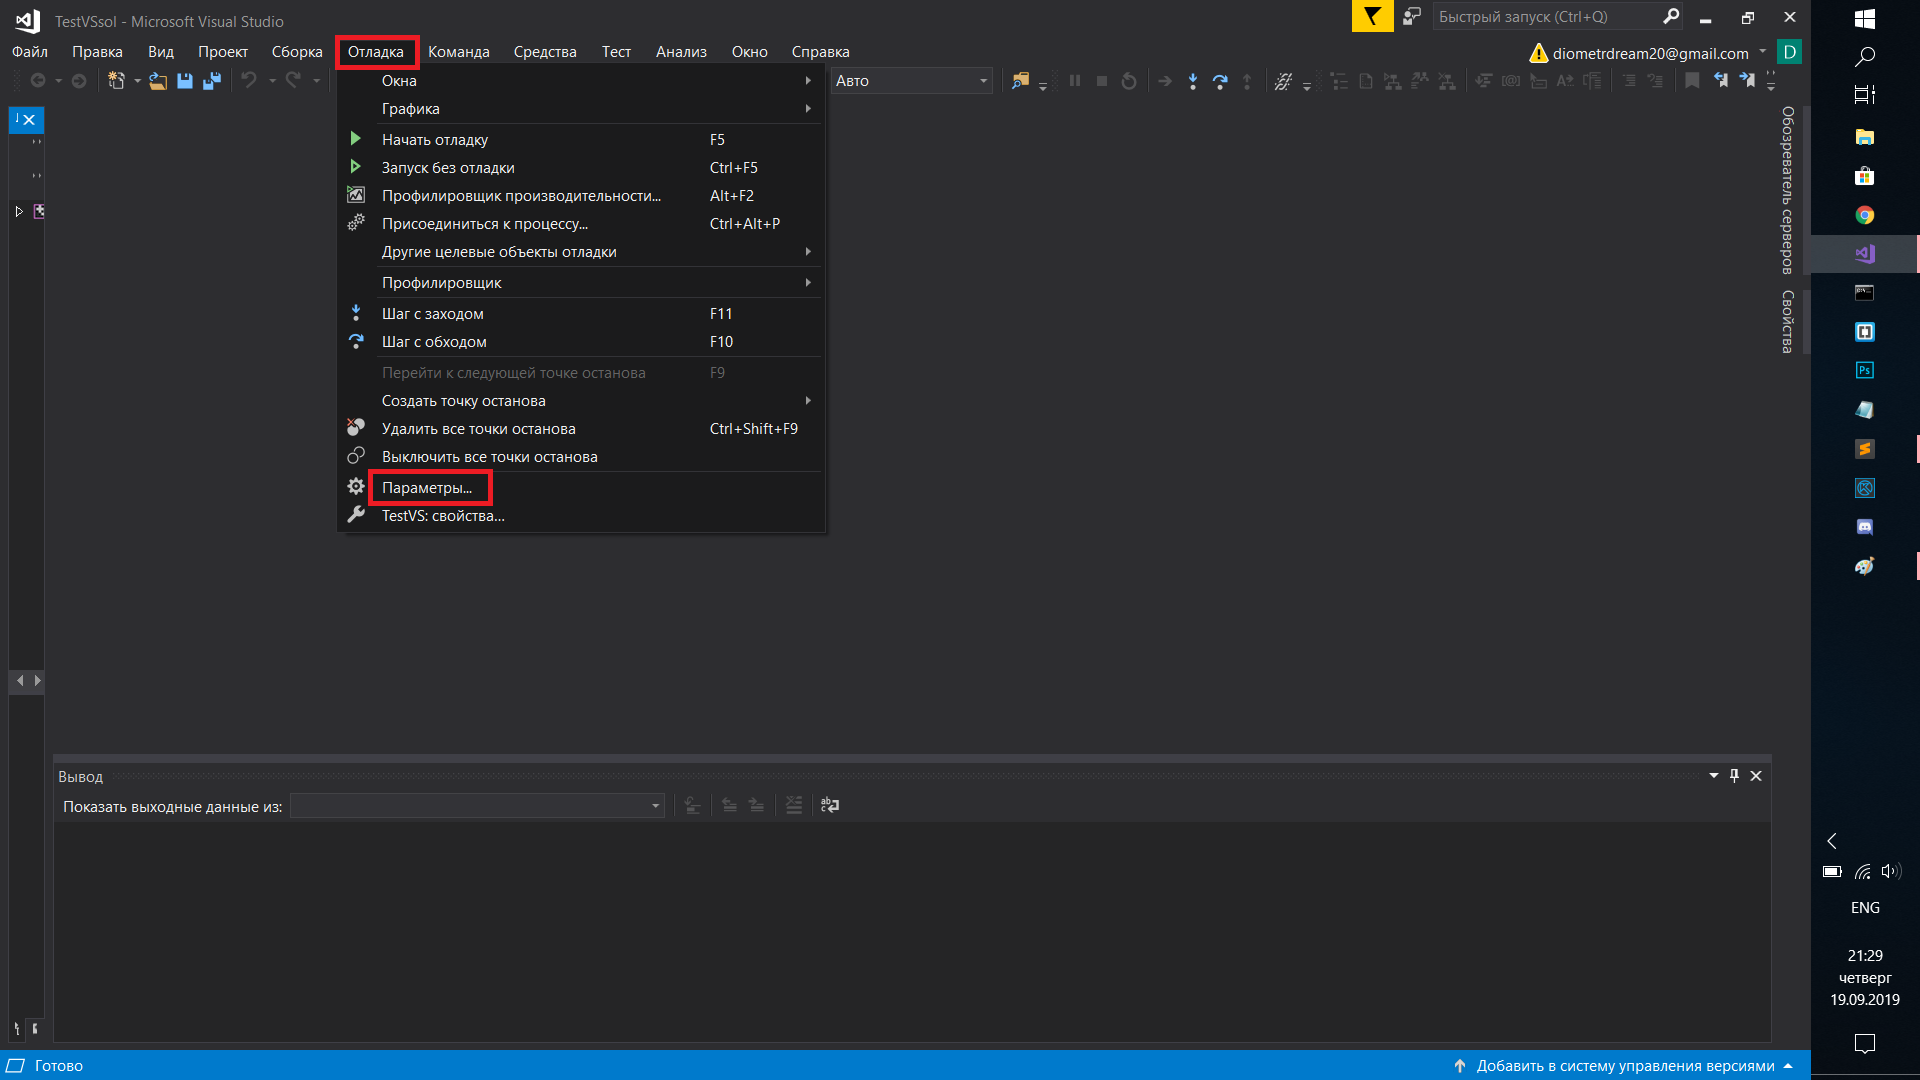 TestVSsol - Microsoft Visual Studio
Быстрый запуск (Ctrl+Q)
Файл Правка Вид Проект Сборка Отладка Команда Средства Тест Анализ Окно Справка
diometrdream20@gmail.com D
Авто
Окна
Графика
Начать отладку F5
Запуск без отладки Ctrl+F5
Профилировщик производительности... Alt+F2
Присоединиться к процессу... Ctrl+Alt+P
Другие целевые объекты отладки
Профилировщик
Шаг с заходом F11
Шаг с обходом F10
Перейти к следующей точке останова F9
Создать точку останова
Удалить все точки останова Ctrl+Shift+F9
Выключить все точки останова
Параметры...
TestVS: свойства...
Обозреватель серверов
Свойства
Вывод
Показать выходные данные из:
Готово
Добавить в систему управления версиями
Ps
ENG
21:29
четверг
19.09.2019